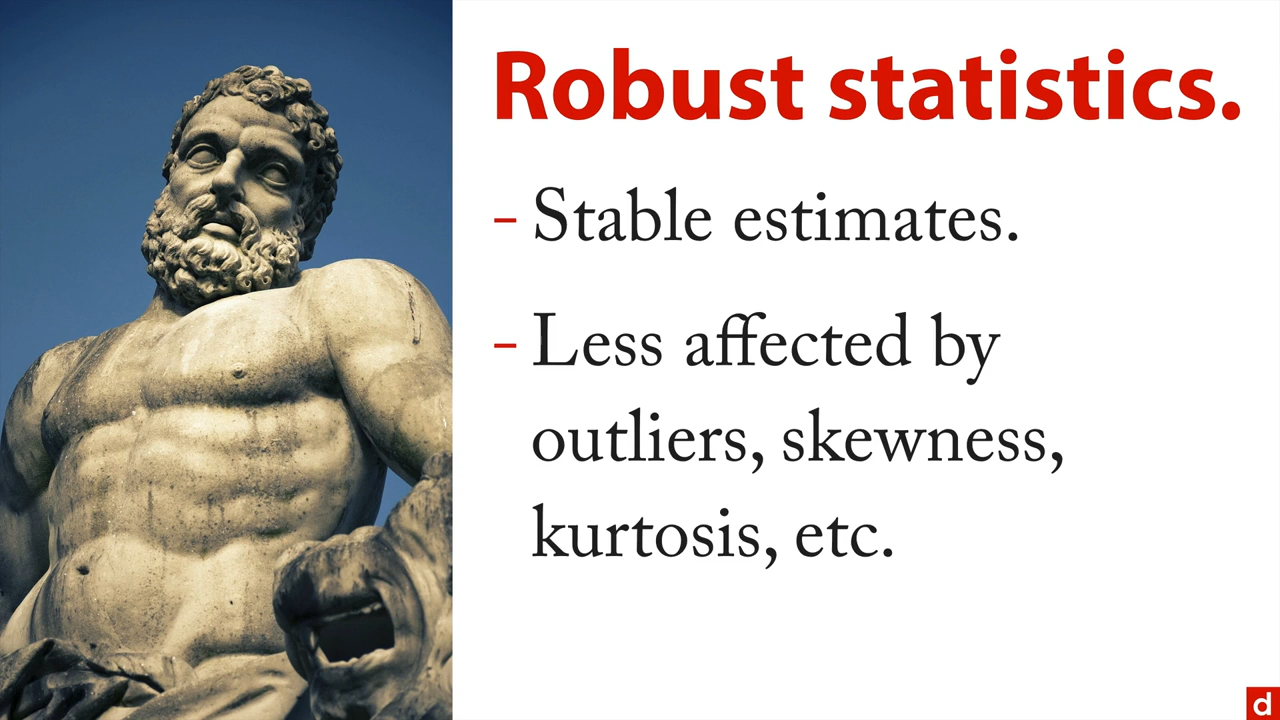 Robust statistics.
- Stable estimates.
- Less affected by
outliers, skewness,
kurtosis, etc.
d